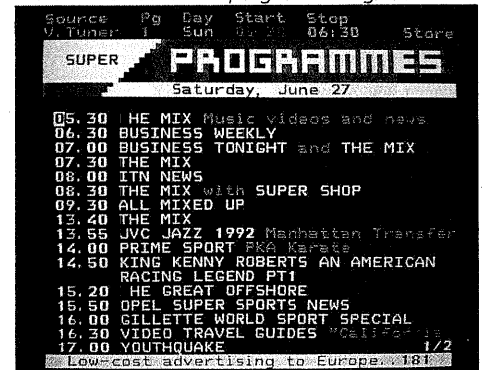 Source Pg Day Start Stop
V.Tuner 1 Sun 06:30 Store
SUPER PROGRAMMES
Saturday, June 27
05.30 HE MIX Music videos and news
06.30 BUSINESS WEEKLY
07.00 BUSINESS TONIGHT and THE MIX
07.30 THE MIX
08.00 ITN NEWS
08.30 THE MIX with SUPER SHOP
09.30 ALL MIXED UP
13.40 THE MIX
13.55 JVC JAZZ 1992 Manhattan Transfer
14.00 PRIME SPORT PKA Karate
14.50 KING KENNY ROBERTS AN AMERICAN
RACING LEGEND PT1
15.20 HE GREAT OFFSHORE
15.50 OPEL SUPER SPORTS NEWS
16.00 GILLETTE WORLD SPORT SPECIAL
16.30 VIDEO TRAVEL GUIDES "California
17.00 YOUTHQUAKE 1/2
Low-cost advertising to Europe. 181